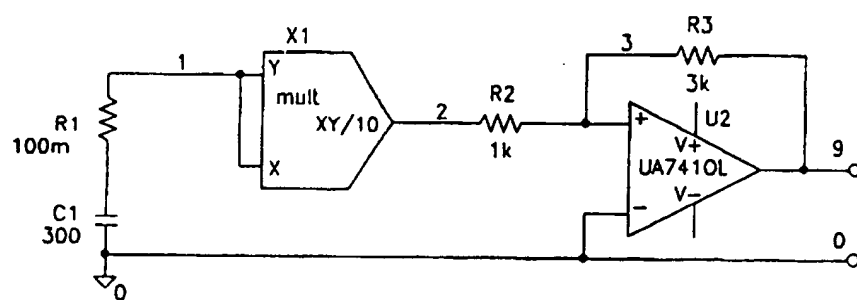 X1
1
Y
mult
XY/10
X
R1
100m
C1
300
0
2
R2
1k
3
R3
3k
+
U2
V+
UA741OL
V-
-
9
0